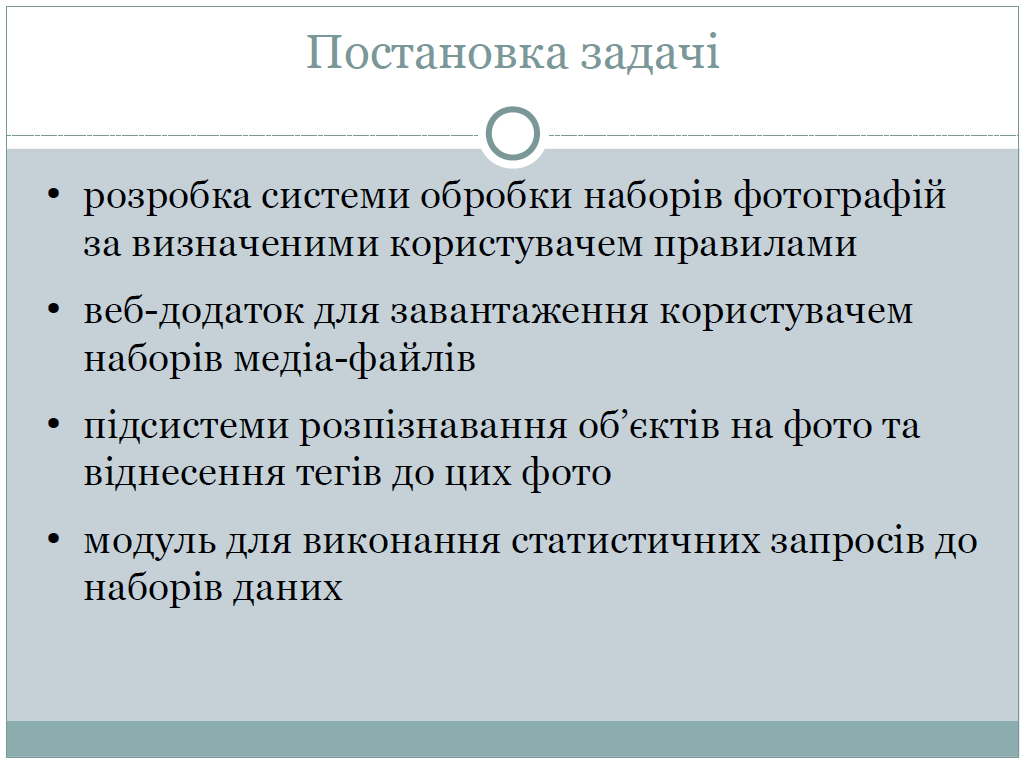 Постановка задачі
• розробка системи обробки наборів фотографій
за визначеними користувачем правилами
• веб-додаток для завантаження користувачем
наборів медіа-файлів
• підсистеми розпізнавання об’єктів на фото та
віднесення тегів до цих фото
• модуль для виконання статистичних запросів до
наборів даних